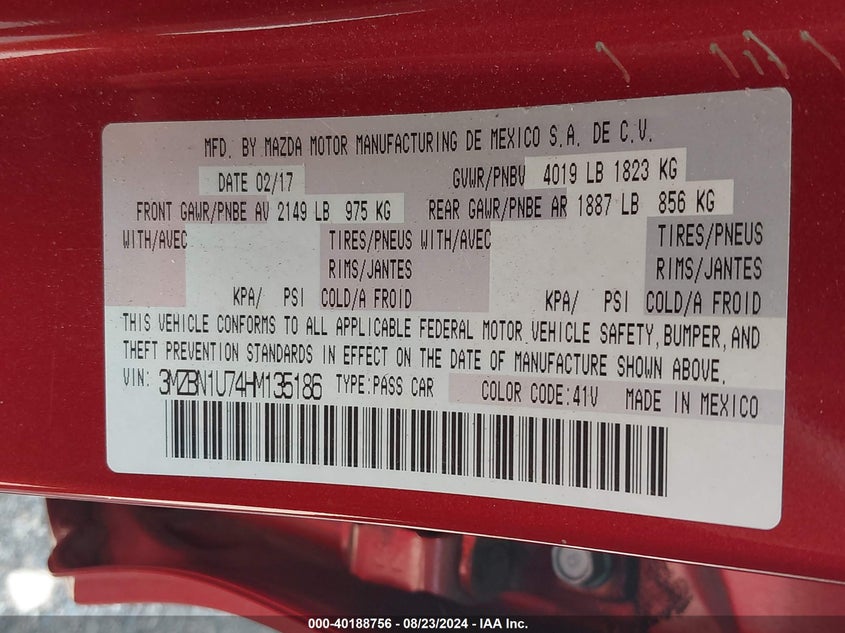 MFD. BY MAZDA MOTOR MANUFACTURING DE MEXICO S.A. DE C.V.
DATE 02/17 GVWR/PNBV 4019 LB 1823 KG
FRONT GAWR/PNBE AV 2149 LB 975 KG REAR GAWR/PNBE AR 1887 LB 856 KG
WITH/AVEC TIRES/PNEUS WITH/AVEC TIRES/PNEUS
RIMS/JANTES RIMS/JANTES
KPA/ PSI COLD/A FROID KPA/ PSI COLD/A FROID
THIS VEHICLE CONFORMS TO ALL APPLICABLE FEDERAL MOTOR VEHICLE SAFETY, BUMPER, AND
THEFT PREVENTION STANDARDS IN EFFECT ON THE DATE OF MANUFACTURE SHOWN ABOVE.
VIN: 3MZBN1U74HM135186 TYPE:PASS CAR COLOR CODE:41V MADE IN MEXICO
000-40188756 - 08/23/2024 - IAA Inc.